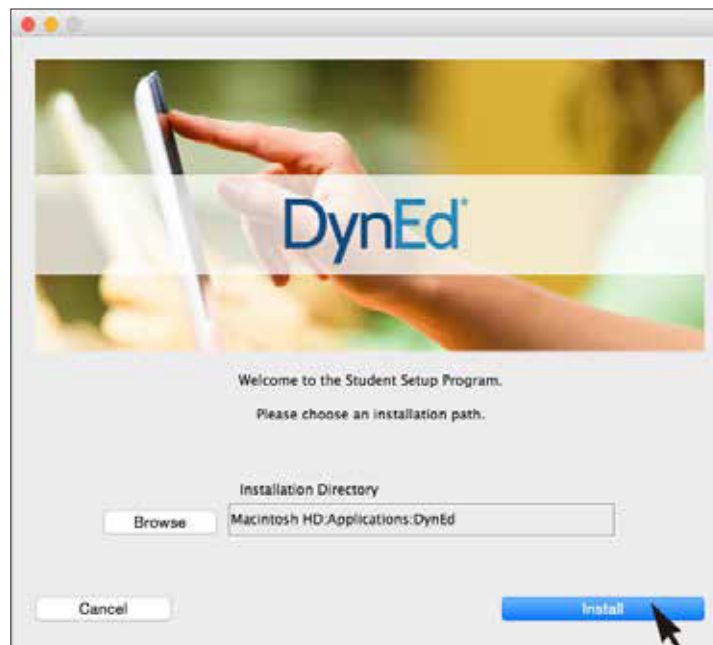 DynEd®
Welcome to the Student Setup Program.
Please choose an installation path.
Installation Directory
Browse
Macintosh HD:Applications:DynEd
Cancel
Install